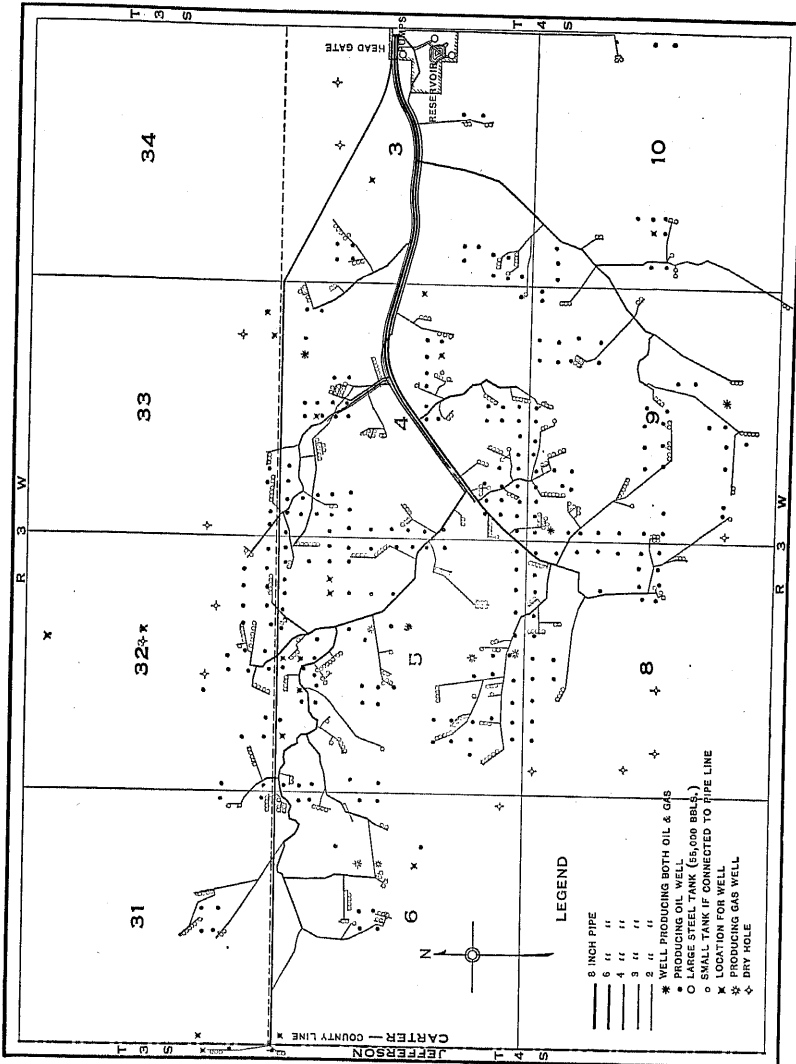 T 3 S
T 4 S
HEAD GATE
PUMPS
RESERVOIR
34
3
10
33
4
9
R 3 W
R 3 W
32
5
8
31
6
N
LEGEND
8 INCH PIPE
6 " "
4 " "
3 " "
2 " "
WELL PRODUCING BOTH OIL & GAS
PRODUCING OIL WELL
LARGE STEEL TANK (55,000 BBLS.)
SMALL TANK IF CONNECTED TO PIPE LINE
LOCATION FOR WELL
PRODUCING GAS WELL
DRY HOLE
CARTER — COUNTY LINE
JEFFERSON
T 3 S
T 4 S